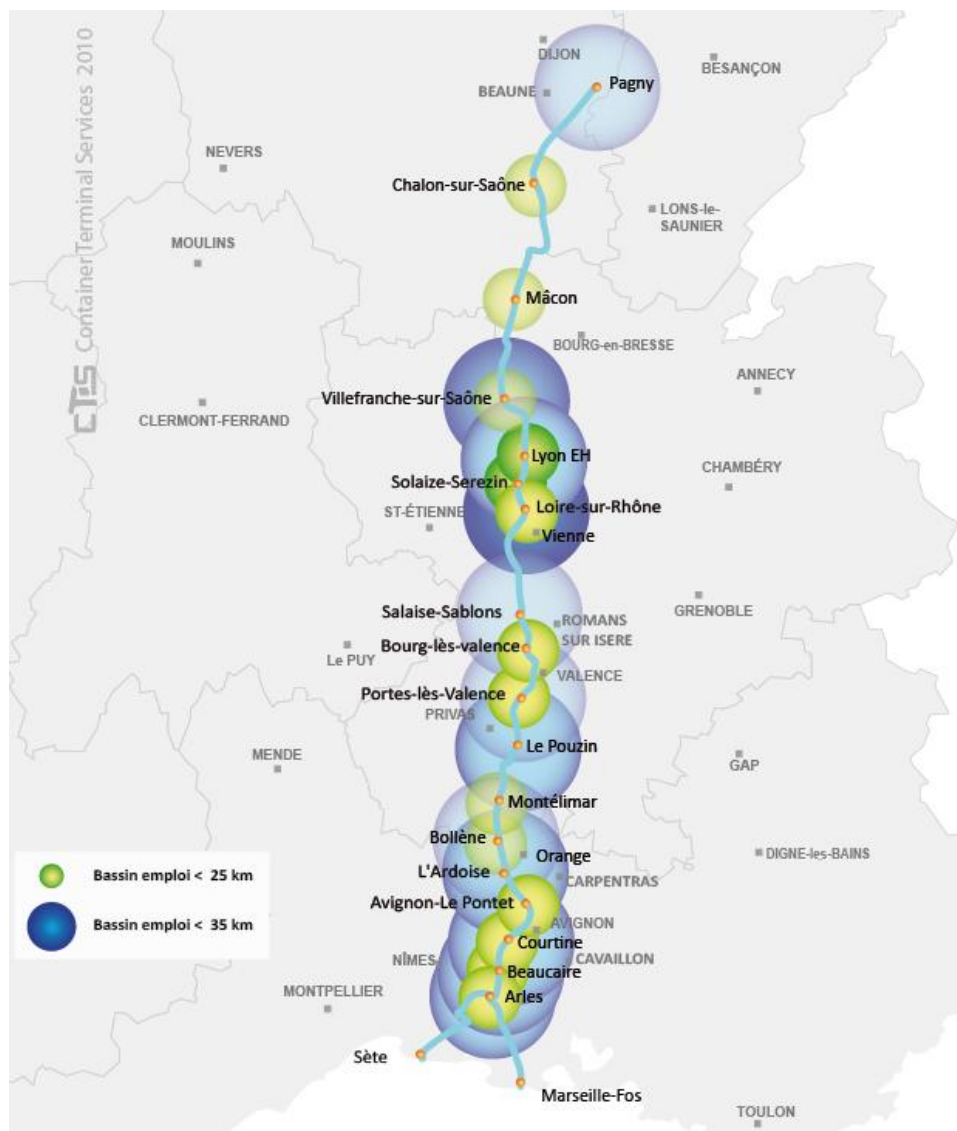 CTS Container Terminal Services 2010
DIJON
BESANÇON
BEAUNE
Pagny
NEVERS
Chalon-sur-Saône
LONS-le-
SAUNIER
MOULINS
Mâcon
BOURG-en-BRESSE
ANNECY
Villefranche-sur-Saône
CLERMONT-FERRAND
Lyon EH
CHAMBÉRY
Solaize-Serezin
Loire-sur-Rhône
ST-ÉTIENNE
Vienne
GRENOBLE
Salaise-Sablons
ROMANS
SUR ISERE
Bourg-lès-valence
Le PUY
VALENCE
Portes-lès-Valence
PRIVAS
Le Pouzin
MENDE
GAP
Montélimar
Bollène
Orange
DIGNE-les-BAINS
L'Ardoise
CARPENTRAS
Bassin emploi < 25 km
Avignon-Le Pontet
Bassin emploi < 35 km
AVIGNON
Courtine
NÎMES
CAVAILLON
Beaucaire
MONTPELLIER
Arles
Sète
Marseille-Fos
TOULON